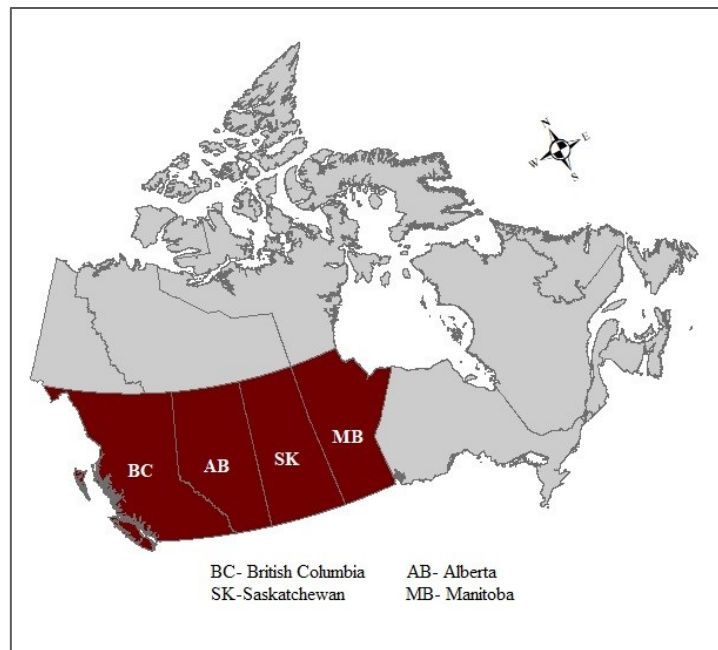 N
E
W
S
BC
AB
SK
MB
BC- British Columbia AB- Alberta
SK-Saskatchewan MB- Manitoba